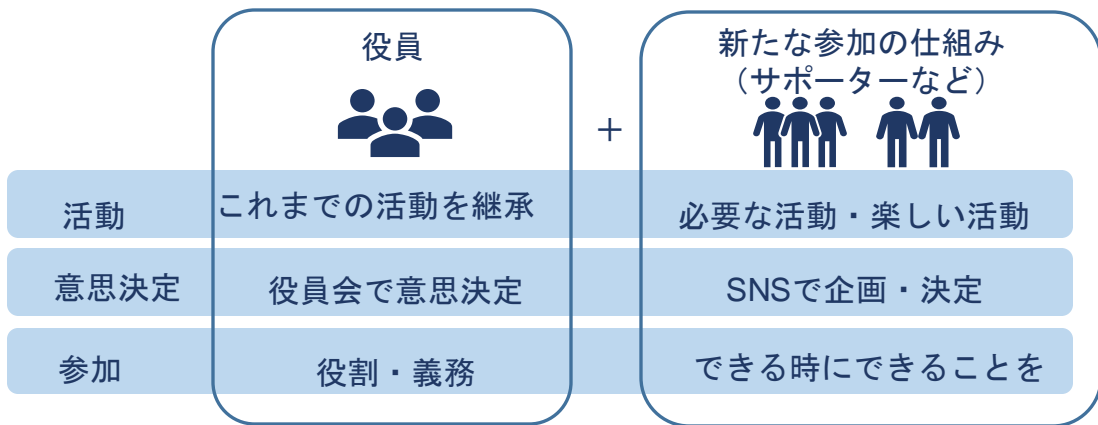 役員
新たな参加の仕組み
（サポーターなど）
＋
活動
これまでの活動を継承
必要な活動・楽しい活動
意思決定
役員会で意思決定
SNSで企画・決定
参加
役割・義務
できる時にできることを